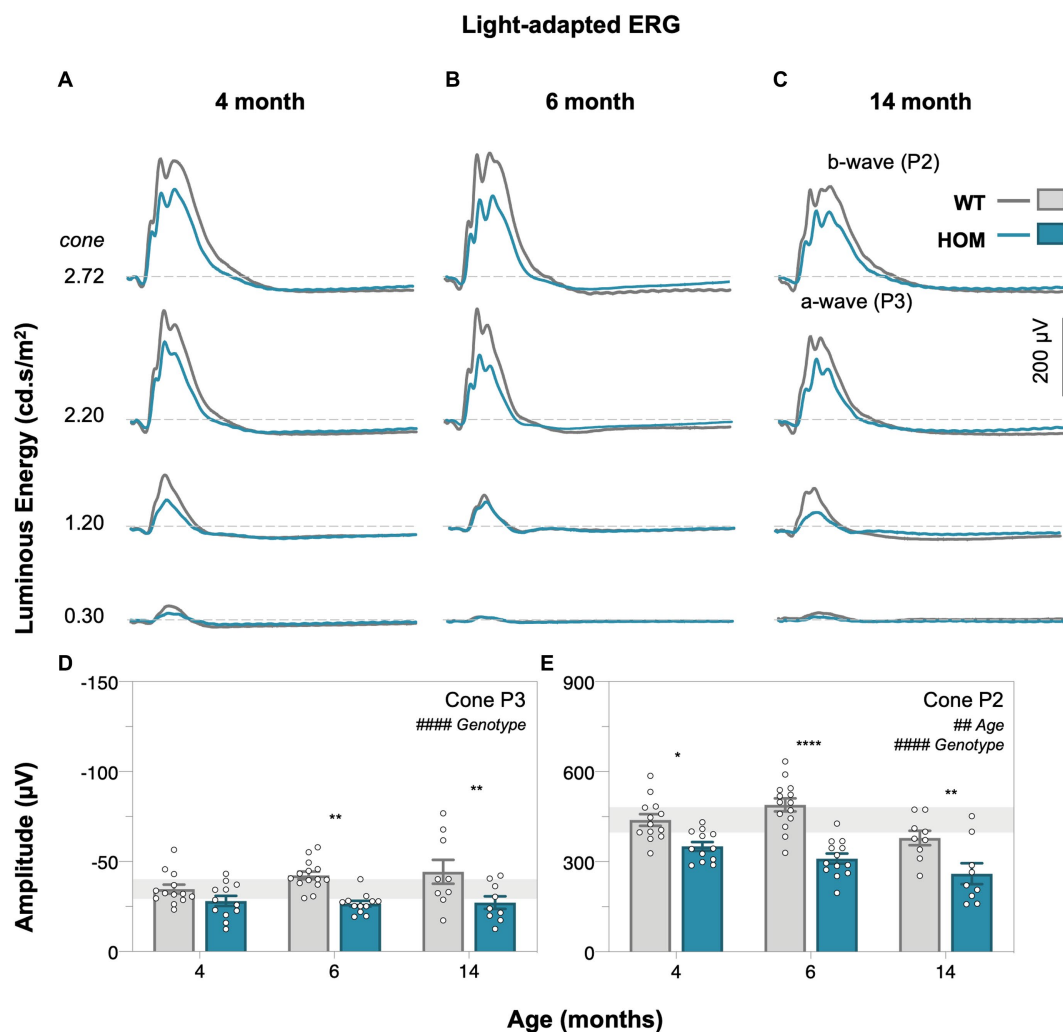 Light-adapted ERG
A
B
C
4 month
6 month
14 month
b-wave (P2)
WT
HOM
cone
2.72
a-wave (P3)
200 µV
2.20
1.20
0.30
Luminous Energy (cd.s/m²)
D
E
-150
-100
-50
0
Cone P3
#### Genotype
**
**
4
6
14
900
600
300
0
Cone P2
## Age
#### Genotype
*
****
**
4
6
14
Amplitude (µV)
Age (months)